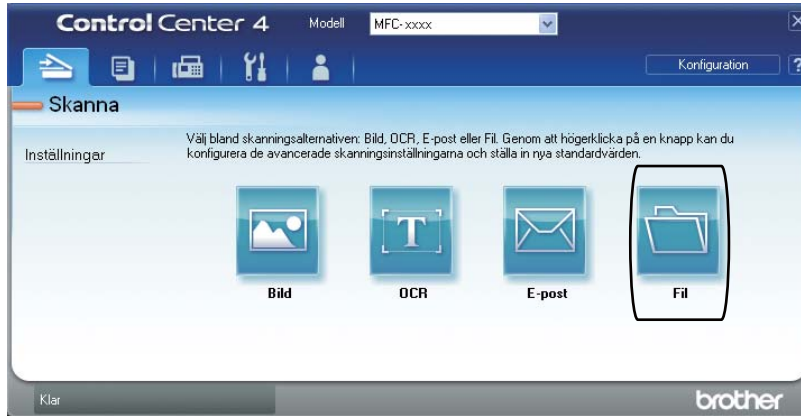 Control Center 4 Modell MFC-xxxx X
Konfiguration ?
Skanna
Välj bland skanningsalternativen: Bild, OCR, E-post eller Fil. Genom att högerklicka på en knapp kan du
Inställningar
konfigurera de avancerade skanningsinställningarna och ställa in nya standardvärden.
T
Bild OCR E-post Fil
Klar brother